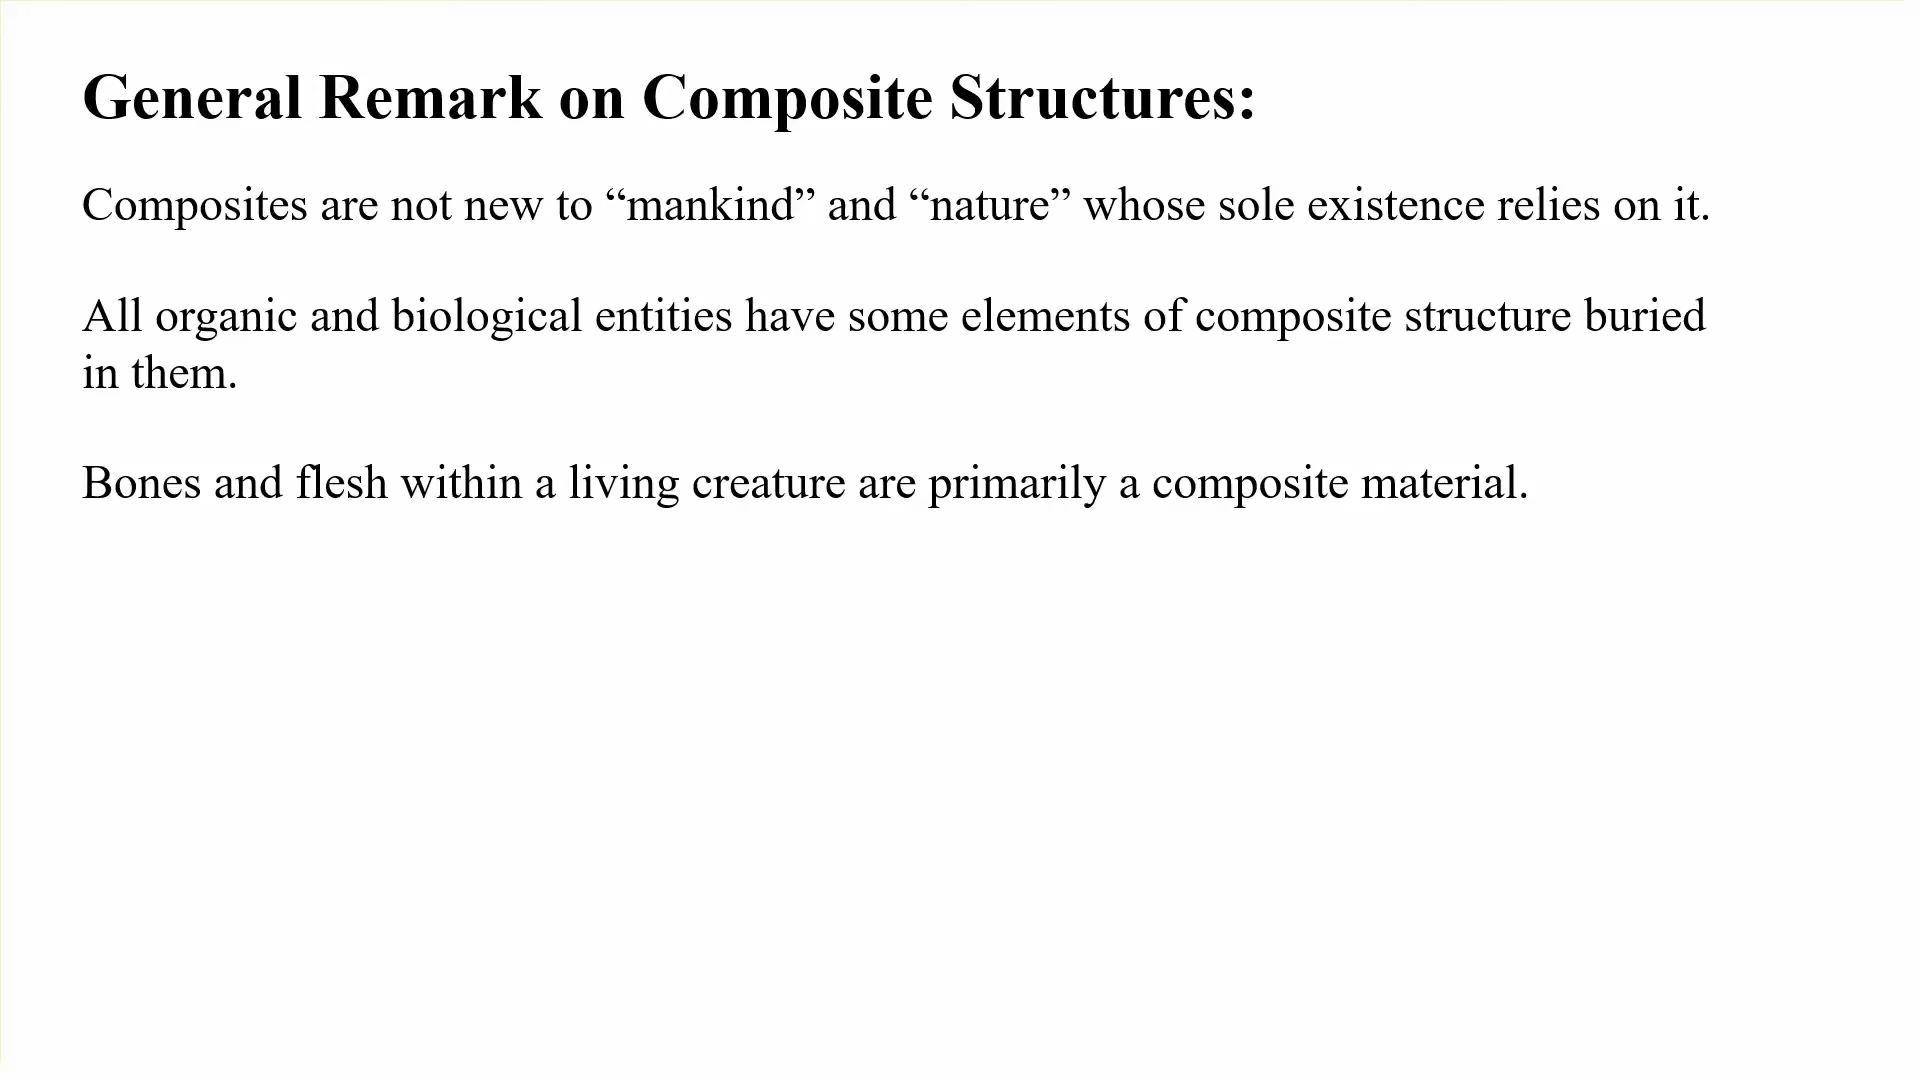 General Remark on Composite Structures:
Composites are not new to “mankind” and “nature” whose sole existence relies on it.
All organic and biological entities have some elements of composite structure buried
in them.
Bones and flesh within a living creature are primarily a composite material.